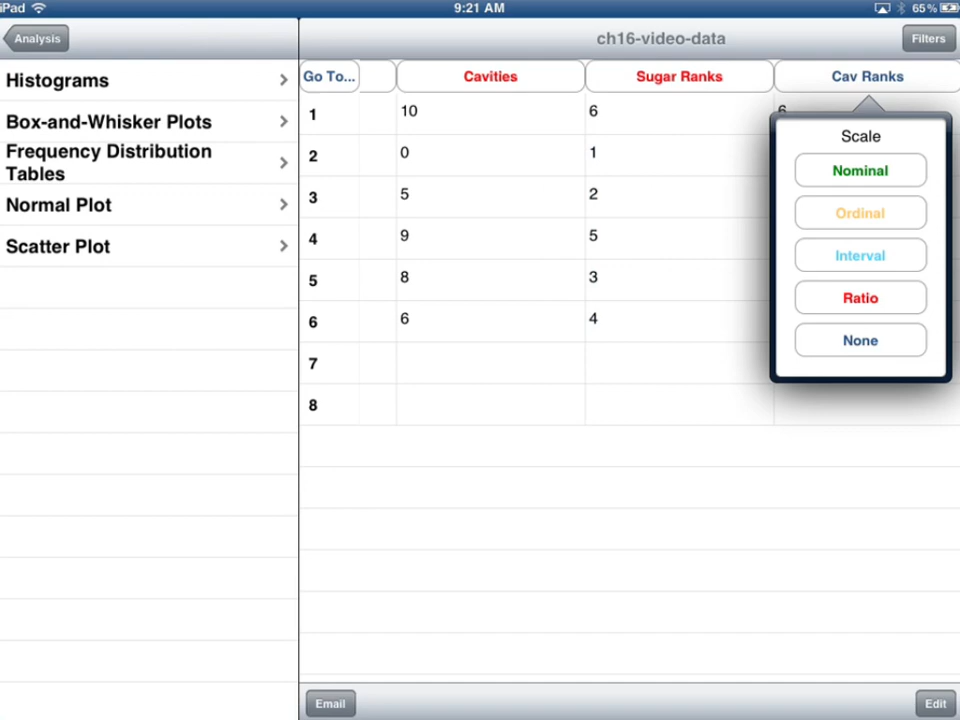 iPad 9:21 AM 65%
Analysis ch16-video-data Filters
Histograms
Box-and-Whisker Plots
Frequency Distribution
Tables
Normal Plot
Scatter Plot
Go To... Cavities Sugar Ranks Cav Ranks
1 10 6 6
2 0 1
3 5 2
4 9 5
5 8 3
6 6 4
7
8
Scale
Nominal
Ordinal
Interval
Ratio
None
Email Edit